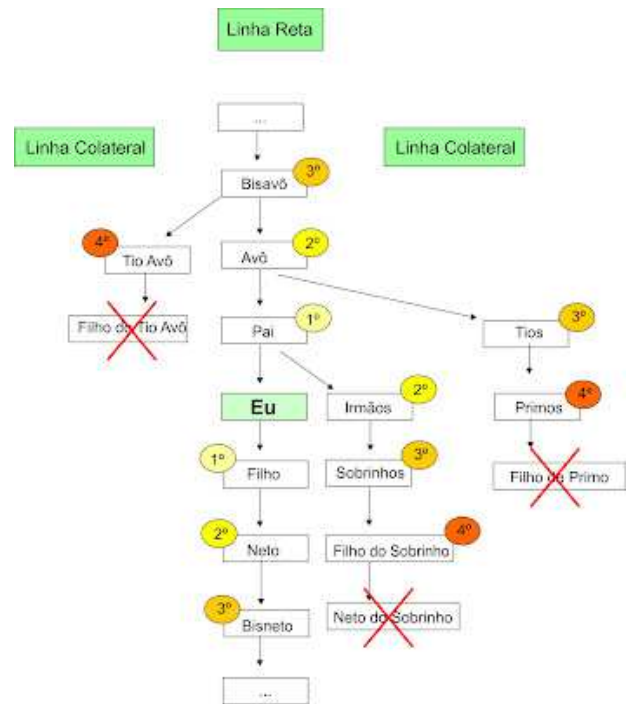 Linha Reta
...
Linha Colateral
Linha Colateral
3º
Bisavô
4º
2º
Tio Avô
Avô
1º
3º
Filho do Tio Avô
Pai
Tios
2º
4º
Eu
Irmãos
Primos
1º
3º
Filho
Sobrinhos
Filho do Primo
2º
4º
Neto
Filho do Sobrinho
3º
Bisneto
Neto do Sobrinho
...